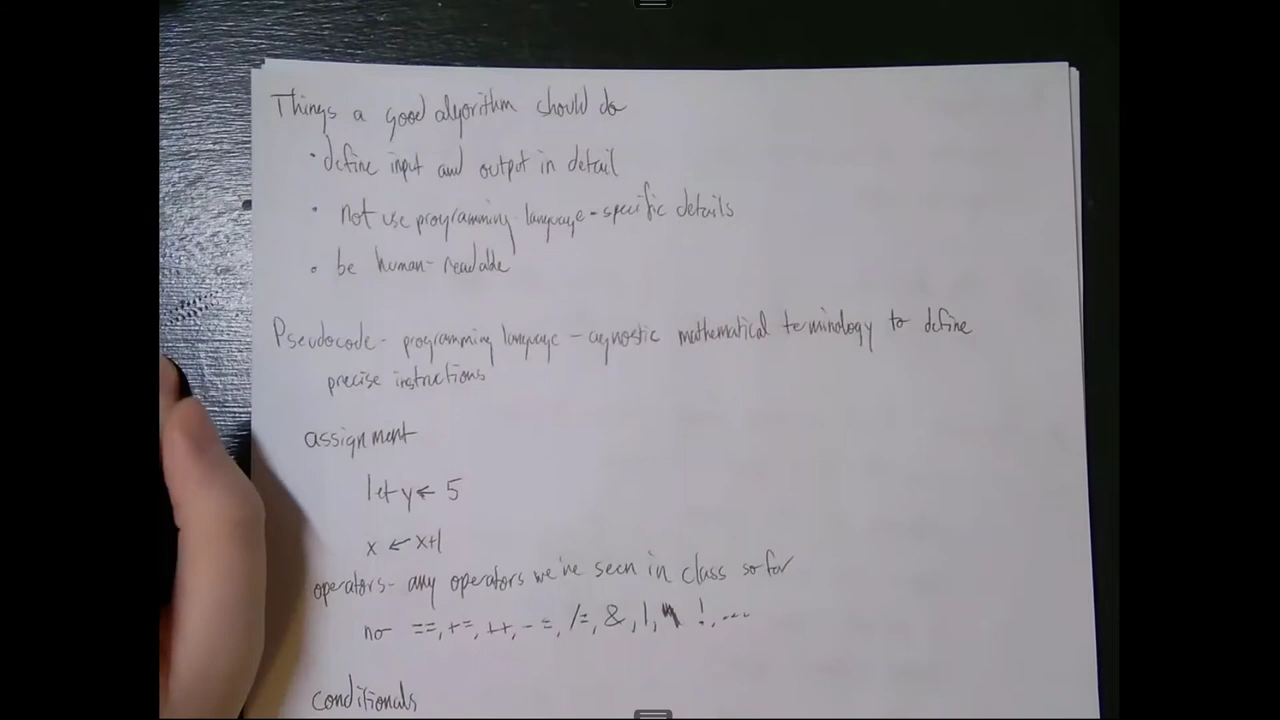 Things a good algorithm should do
· define input and output in detail
· not use programming language-specific details
· be human-readable
Pseudocode - programming language-agnostic mathematical terminology to define
precise instructions
assignment
let y ← 5
x ← x+1
operators - any operators we've seen in class so far
no ==, +=, ++, -=, /=, &, |, !, ...
conditionals